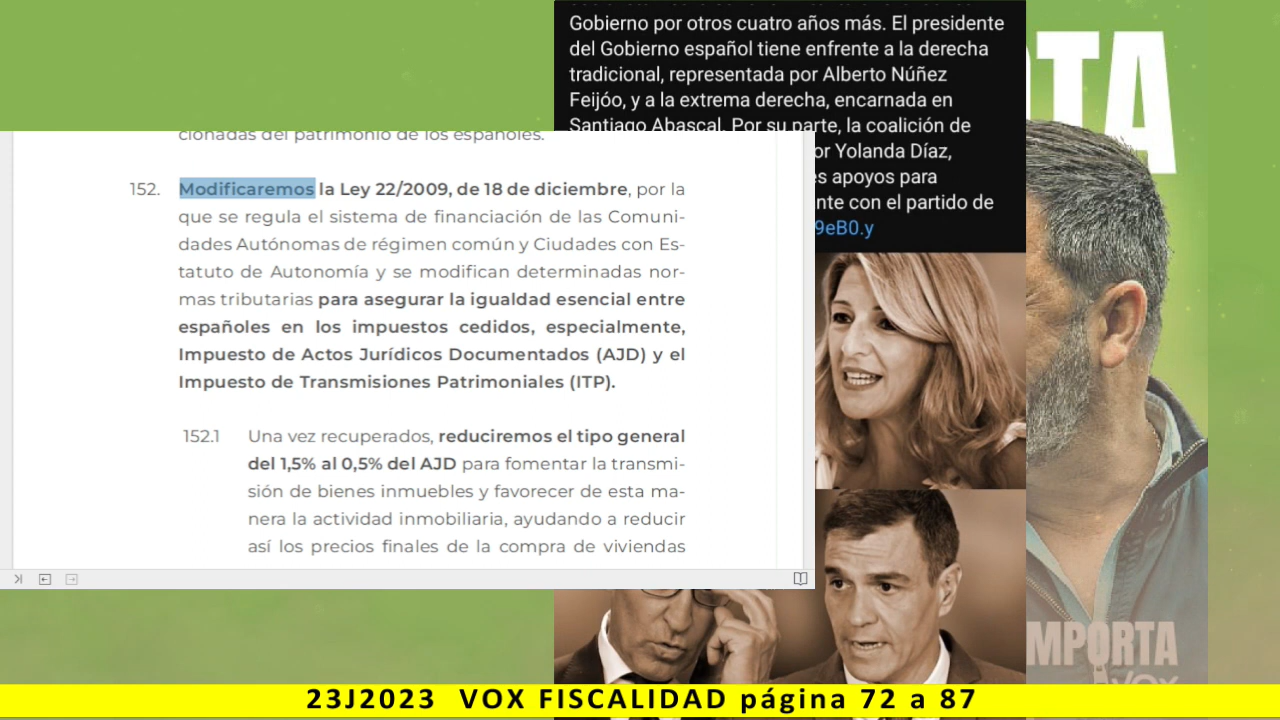 Gobierno por otros cuatro años más. El presidente
del Gobierno español tiene enfrente a la derecha
tradicional, representada por Alberto Núñez
Feijóo, y a la extrema derecha, encarnada en
Santiago Abascal. Por su parte, la coalición de
or Yolanda Díaz,
es apoyos para
nte con el partido de
9eB0.y
TA
cionadas del patrimonio de los españoles.
152. Modificaremos la Ley 22/2009, de 18 de diciembre, por la
que se regula el sistema de financiación de las Comuni-
dades Autónomas de régimen común y Ciudades con Es-
tatuto de Autonomía y se modifican determinadas nor-
mas tributarias para asegurar la igualdad esencial entre
españoles en los impuestos cedidos, especialmente,
Impuesto de Actos Jurídicos Documentados (AJD) y el
Impuesto de Transmisiones Patrimoniales (ITP).
152.1 Una vez recuperados, reduciremos el tipo general
del 1,5% al 0,5% del AJD para fomentar la transmi-
sión de bienes inmuebles y favorecer de esta ma-
nera la actividad inmobiliaria, ayudando a reducir
así los precios finales de la compra de viviendas
MPORTA
VOX
23J2023 VOX FISCALIDAD página 72 a 87